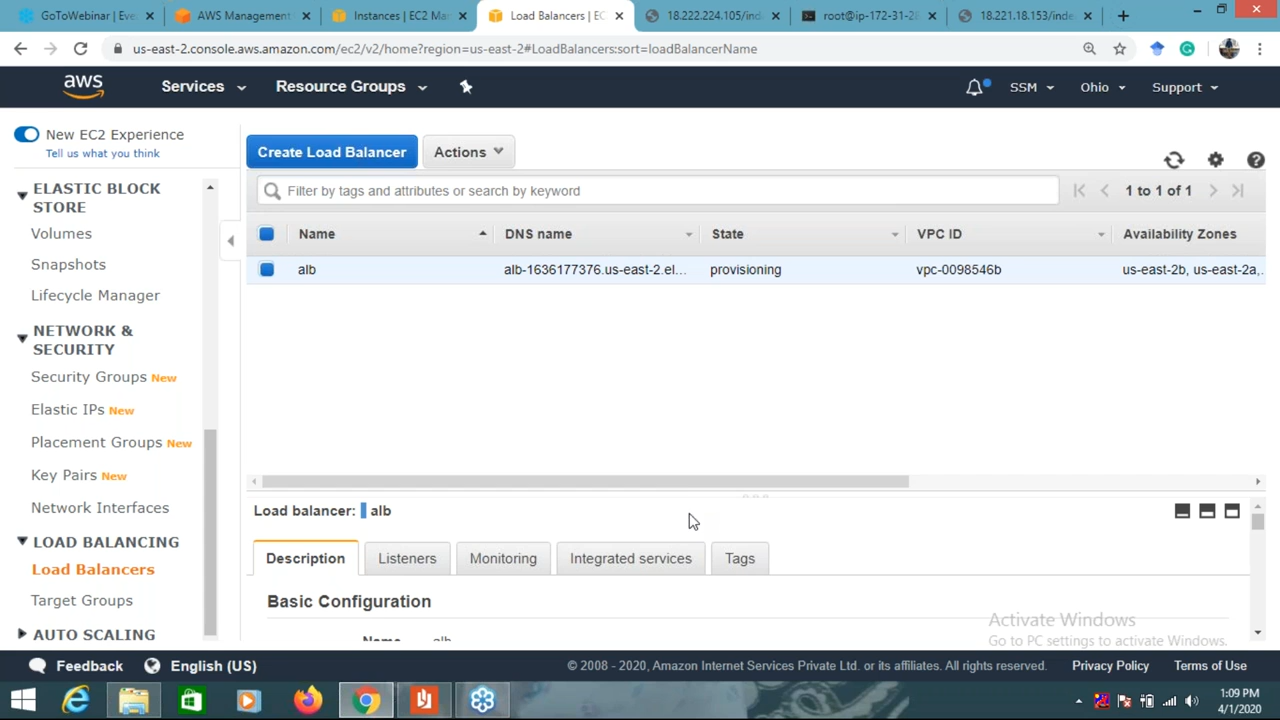 GoToWebinar | Eve
AWS Management
Instances | EC2 Ma
Load Balancers | EC
18.222.224.105/ind
root@ip-172-31-28
18.221.18.153/inde
us-east-2.console.aws.amazon.com/ec2/v2/home?region=us-east-2#LoadBalancers:sort=loadBalancerName
aws
Services
Resource Groups
SSM
Ohio
Support
New EC2 Experience
Tell us what you think
ELASTIC BLOCK
STORE
Volumes
Snapshots
Lifecycle Manager
NETWORK &
SECURITY
Security Groups New
Elastic IPs New
Placement Groups New
Key Pairs New
Network Interfaces
LOAD BALANCING
Load Balancers
Target Groups
AUTO SCALING
Create Load Balancer
Actions
Filter by tags and attributes or search by keyword
1 to 1 of 1
Name DNS name State VPC ID Availability Zones
alb alb-1636177376.us-east-2.el... provisioning vpc-0098546b us-east-2b, us-east-2a,..
Load balancer: alb
Description Listeners Monitoring Integrated services Tags
Basic Configuration
Name alb
Activate Windows
Go to PC settings to activate Windows.
Feedback
English (US)
© 2008 - 2020, Amazon Internet Services Private Ltd. or its affiliates. All rights reserved.
Privacy Policy
Terms of Use
1:09 PM
4/1/2020